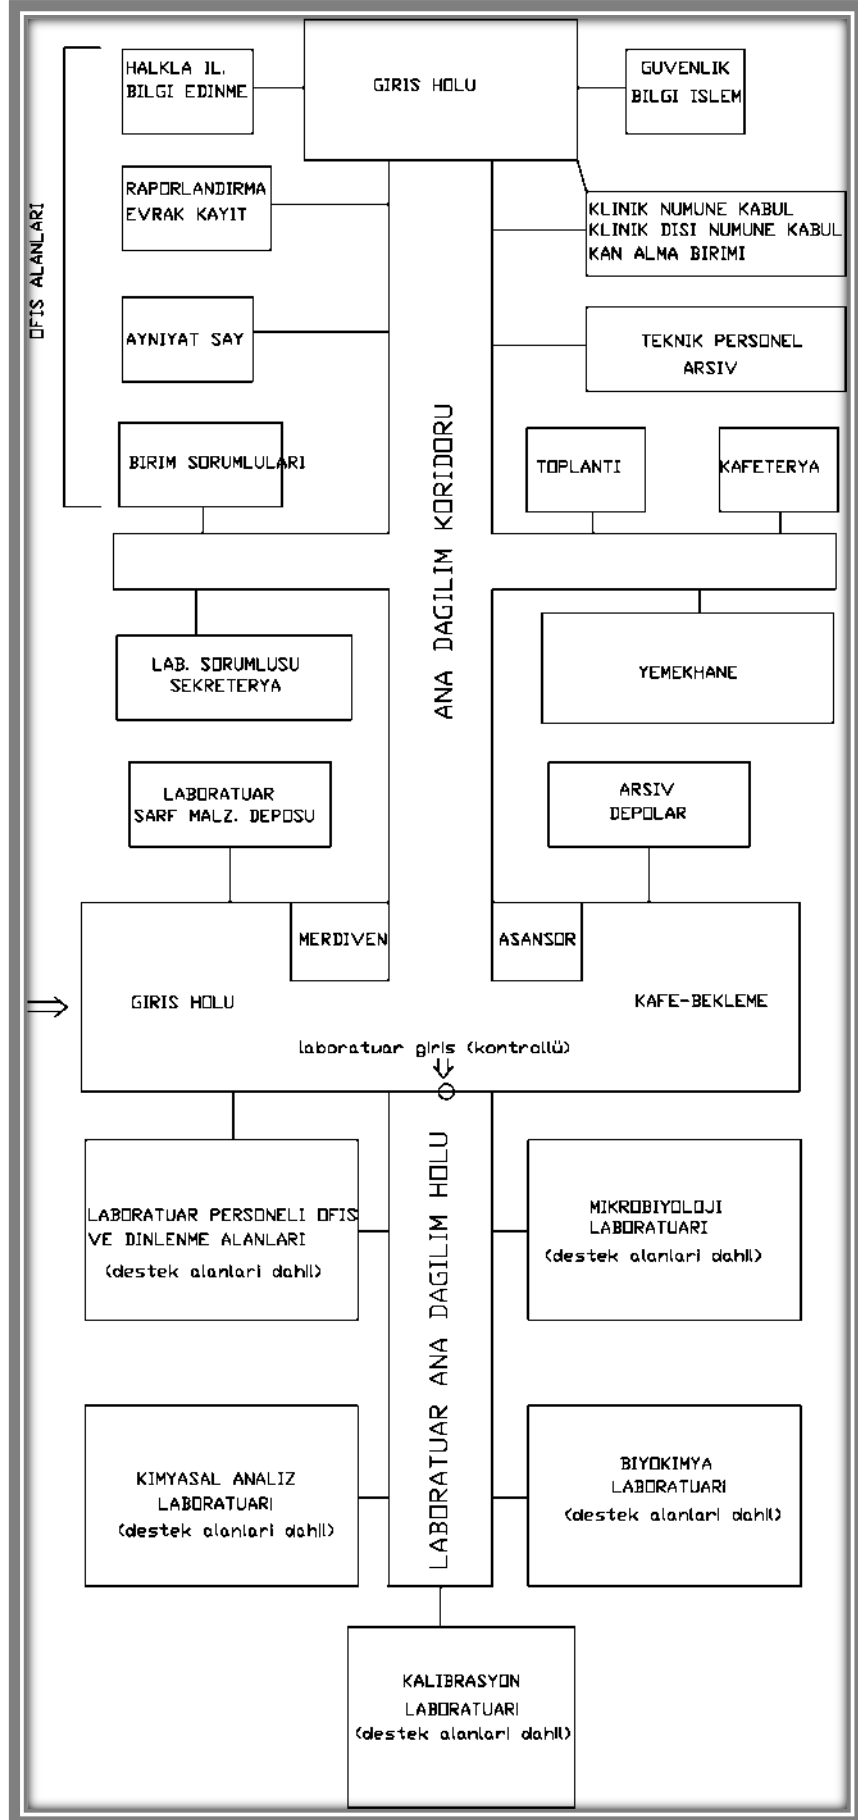 HALKLA IL.
BILGI EDINME
GIRIS HOLU
GUVENLIK
BILGI ISLEM
OFIS ALANLARI
RAPORLANDIRMA
EVRAK KAYIT
KLINIK NUMUNE KABUL
KLINIK DISI NUMUNE KABUL
KAN ALMA BIRIMI
AYNIYAT SAY
TEKNIK PERSONEL
ARSIV
ANA DAGILIM KORIDORU
BIRIM SORUMLULARI
TOPLANTI
KAFETERYA
LAB. SORUMLUSU
SEKRETERYA
YEMEKHANE
LABORATUAR
SARF MALZ. DEPOSU
ARSIV
DEPOLAR
MERDIVEN
ASANSOR
GIRIS HOLU
KAFE-BEKLEME
laboratuar giris (kontrollü)
LABORATUAR ANA DAGILIM HOLU
LABORATUAR PERSONELI OFIS
VE DINLENME ALANLARI
(destek alanlari dahil)
MIKROBIYOLOJI
LABORATUARI
(destek alanlari dahil)
KIMYASAL ANALIZ
LABORATUARI
(destek alanlari dahil)
BIYOKIMYA
LABORATUARI
(destek alanlari dahil)
KALIBRASYON
LABORATUARI
(destek alanlari dahil)